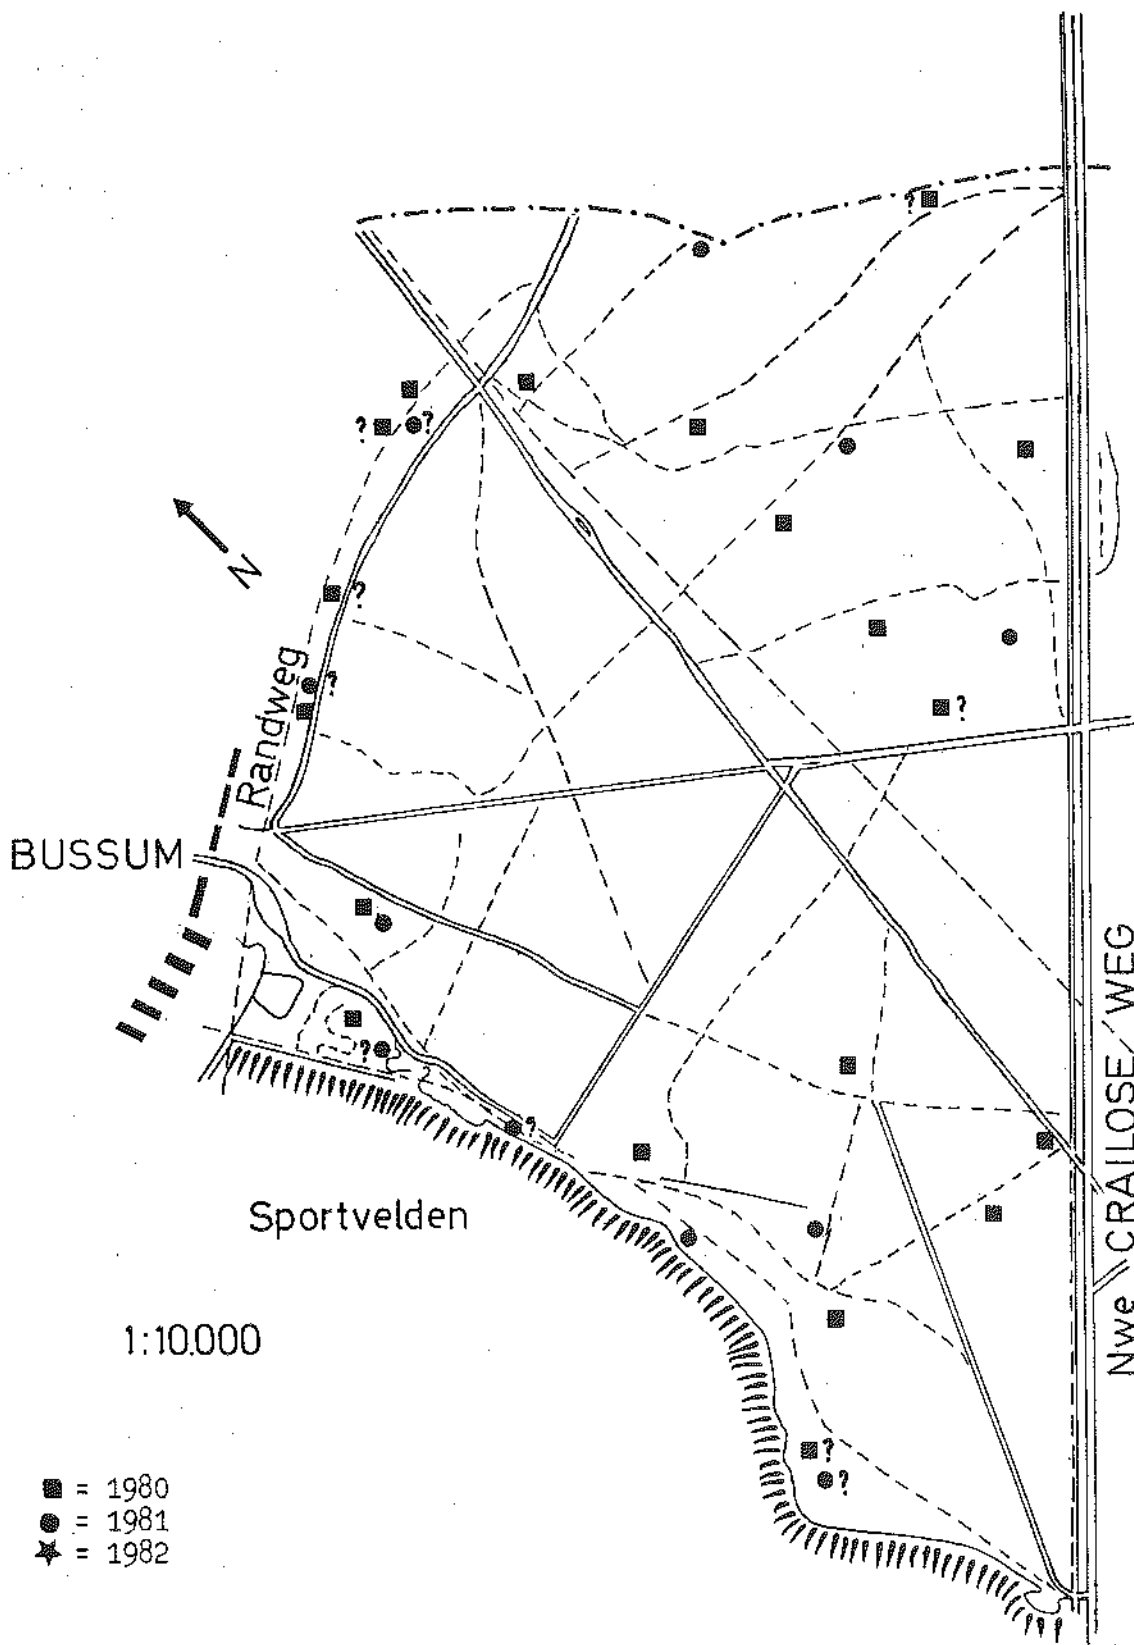 ?
?
?
?
?
N
Randweg
?
BUSSUM
?
?
Nwe CRAILOSE WEG
Sportvelden
1:10.000
?
?
■ = 1980
● = 1981
★ = 1982